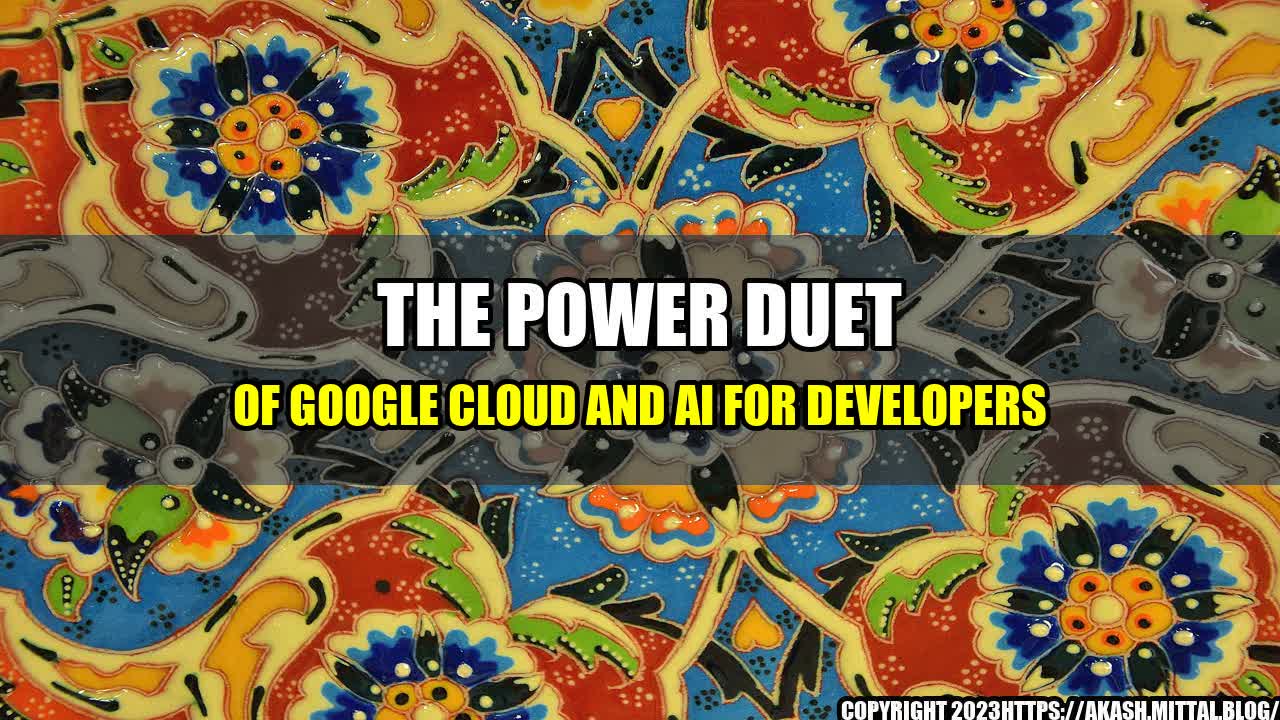 THE POWER DUET
OF GOOGLE CLOUD AND AI FOR DEVELOPERS
COPYRIGHT 2023HTTPS://AKASH.MITTAL.BLOG/